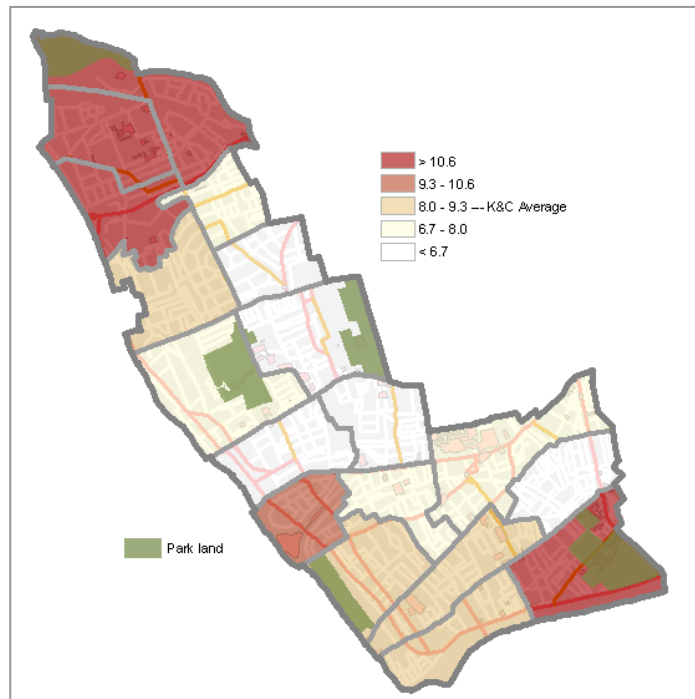 > 10.6
9.3 - 10.6
8.0 - 9.3 --- K&C Average
6.7 - 8.0
< 6.7
Park land